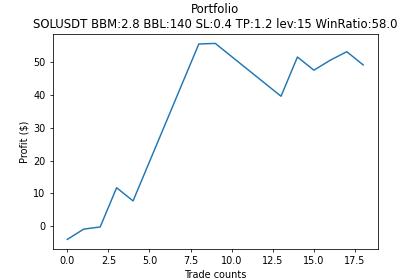 Portfolio
SOLUSDT BBM:2.8 BBL:140 SL:0.4 TP:1.2 lev:15 WinRatio:58.0
50
40
30
20
10
0
Profit ($)
0.0 2.5 5.0 7.5 10.0 12.5 15.0 17.5
Trade counts